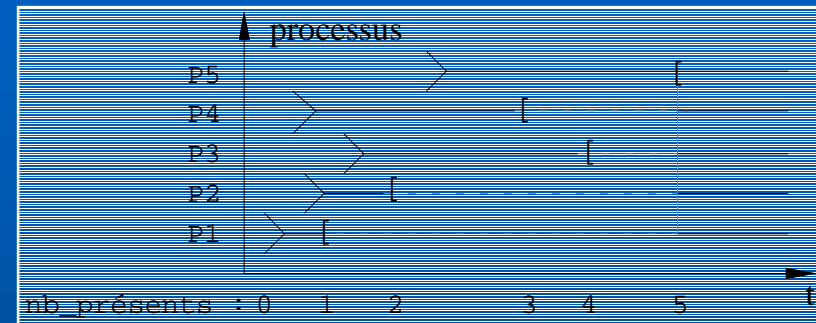 processus
P5
P4
P3
P2
P1
t
nb_présents : 0 1 2 3 4 5